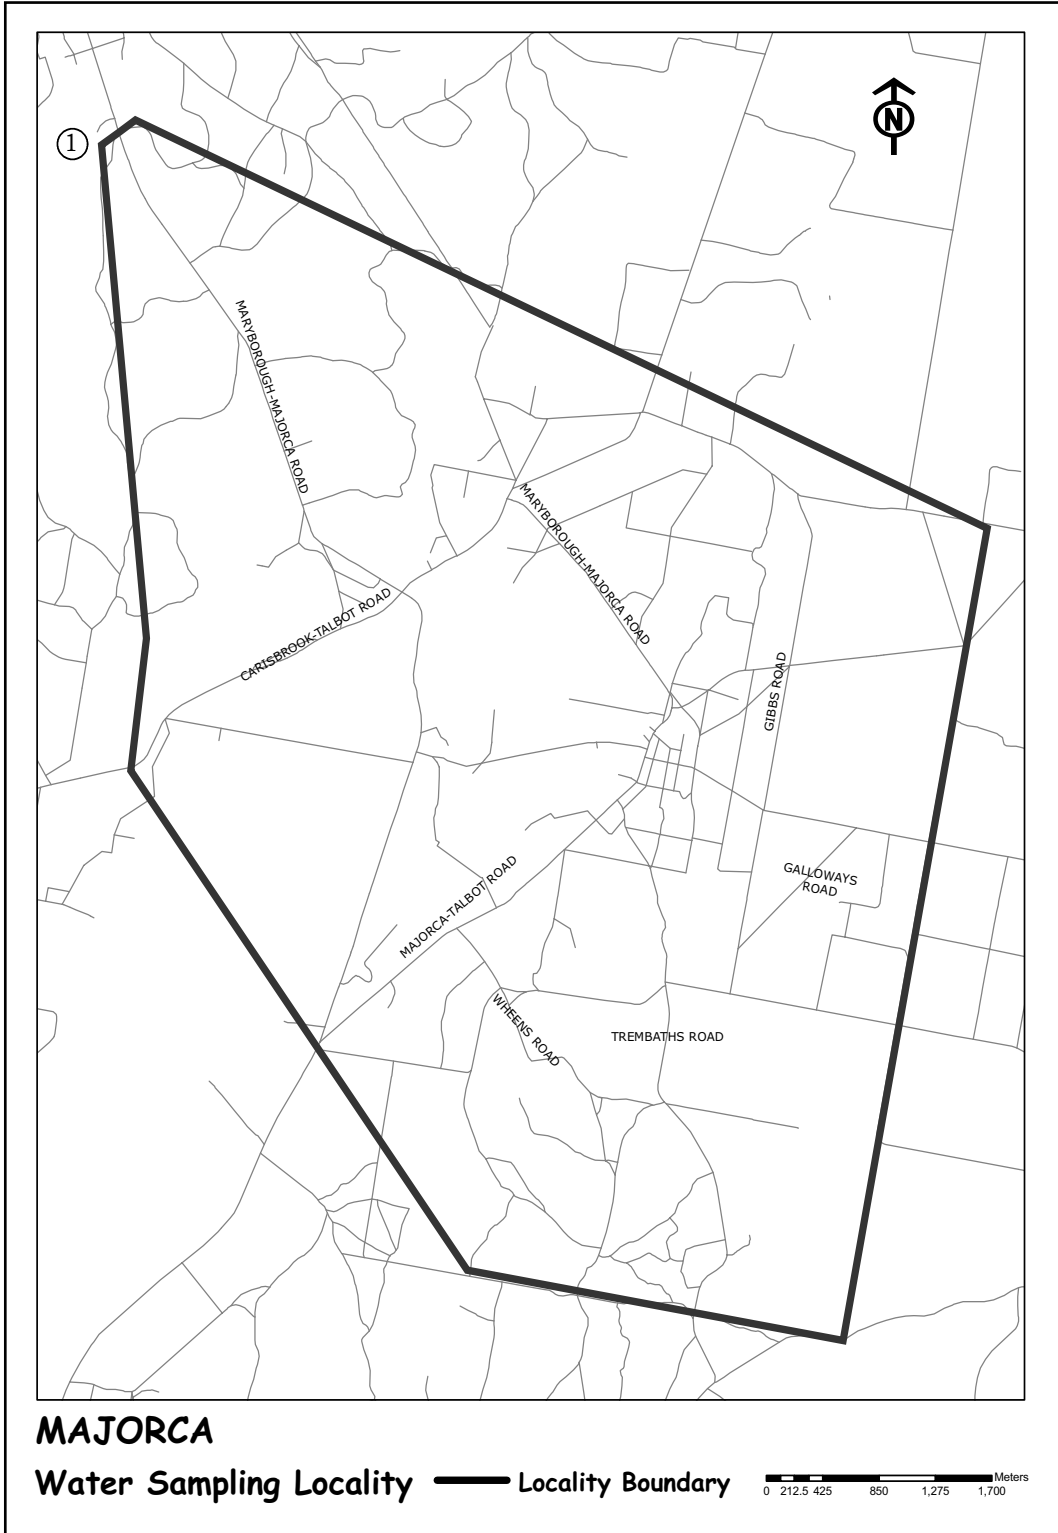 N
1
MARYBOROUGH-MAJORCA ROAD
MARYBOROUGH-MAJORCA ROAD
CARISBROOK-TALBOT ROAD
GIBBS ROAD
GALLOWAYS
ROAD
MAJORCA-TALBOT ROAD
WHEENS ROAD
TREMBATHS ROAD
MAJORCA
Water Sampling Locality
Locality Boundary
Meters
0 212.5 425 850 1,275 1,700